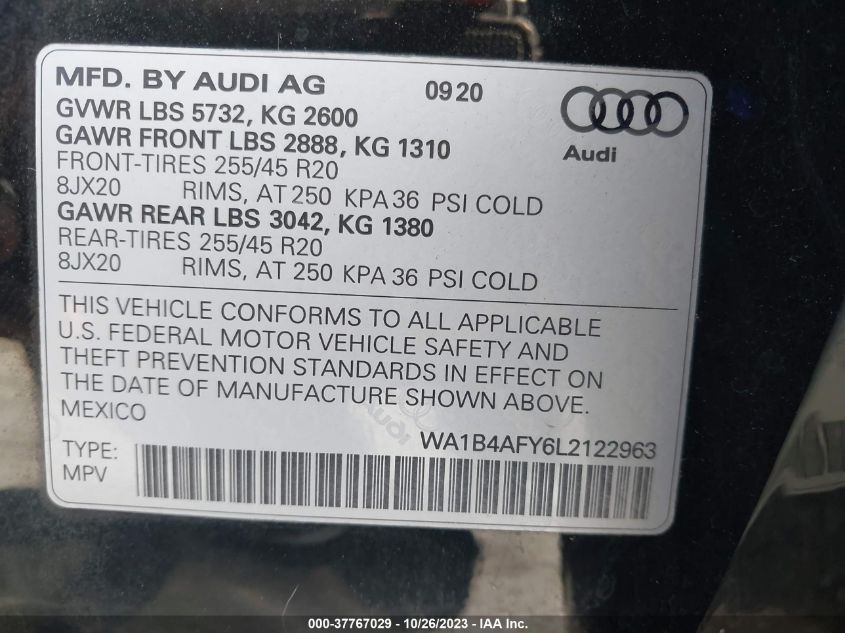 MFD. BY AUDI AG 0920
GVWR LBS 5732, KG 2600
GAWR FRONT LBS 2888, KG 1310
Audi
FRONT-TIRES 255/45 R20
8JX20 RIMS, AT 250 KPA 36 PSI COLD
GAWR REAR LBS 3042, KG 1380
REAR-TIRES 255/45 R20
8JX20 RIMS, AT 250 KPA 36 PSI COLD
THIS VEHICLE CONFORMS TO ALL APPLICABLE
U.S. FEDERAL MOTOR VEHICLE SAFETY AND
THEFT PREVENTION STANDARDS IN EFFECT ON
THE DATE OF MANUFACTURE SHOWN ABOVE.
MEXICO
Audi
WA1B4AFY6L2122963
TYPE:
MPV
000-37767029 - 10/26/2023 - IAA Inc.